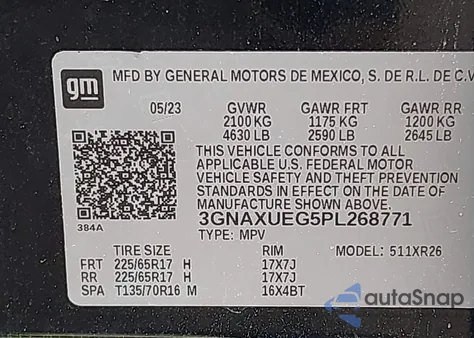 gm
MFD BY GENERAL MOTORS DE MEXICO, S. DE R.L. DE C.V
05/23 GVWR GAWR FRT GAWR RR
2100 KG 1175 KG 1200 KG
4630 LB 2590 LB 2645 LB
THIS VEHICLE CONFORMS TO ALL
APPLICABLE U.S. FEDERAL MOTOR
VEHICLE SAFETY AND THEFT PREVENTION
STANDARDS IN EFFECT ON THE DATE OF
MANUFACTURE SHOWN ABOVE.
3GNAXUEG5PL268771
384A
TYPE: MPV
TIRE SIZE RIM MODEL: 511XR26
FRT 225/65R17 H 17X7J
RR 225/65R17 H 17X7J
SPA T135/70R16 M 16X4BT
autoSnap